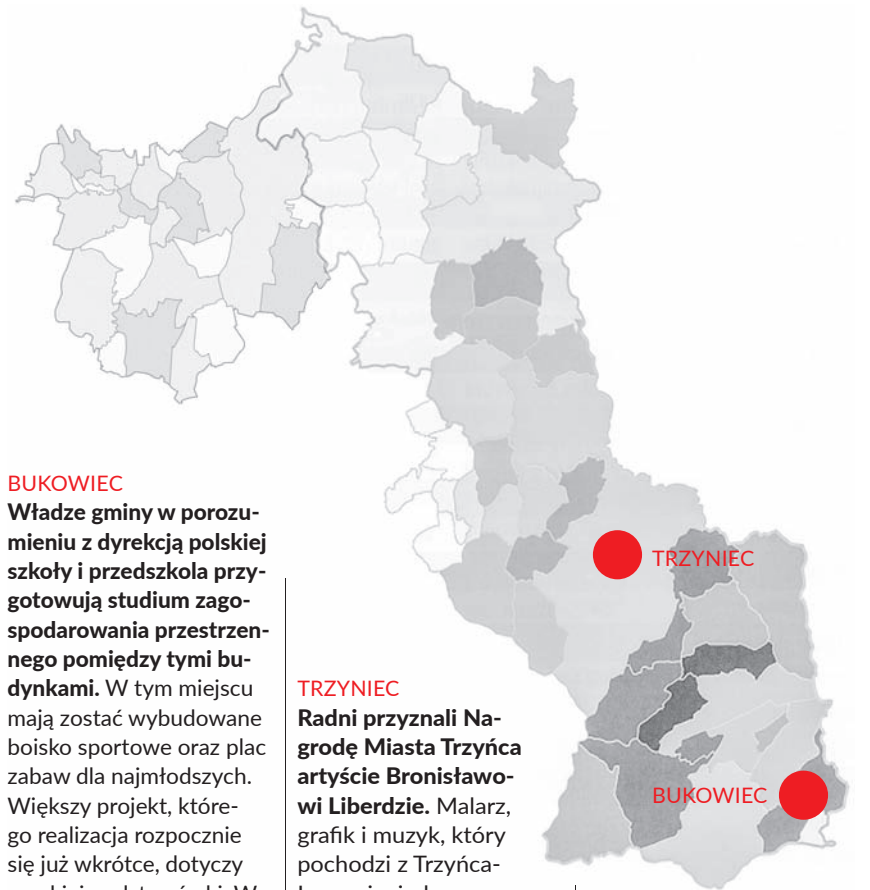 BUKOWIEC
Władze gminy w porozu-
mieniu z dyrekcją polskiej
szkoły i przedszkola przy-
gotowują studium zago-
spodarowania przestrzen-
nego pomiędzy tymi bu-
dynkami. W tym miejscu
mają zostać wybudowane
boisko sportowe oraz plac
zabaw dla najmłodszych.
Większy projekt, które-
go realizacja rozpocznie
się już wkrótce, dotyczy
TRZYNIEC
Radni przyznali Na-
grodę Miasta Trzyńca
artyście Bronisławo-
wi Liberdzie. Malarz,
grafik i muzyk, który
pochodzi z Trzyńca-
TRZYNIEC
BUKOWIEC